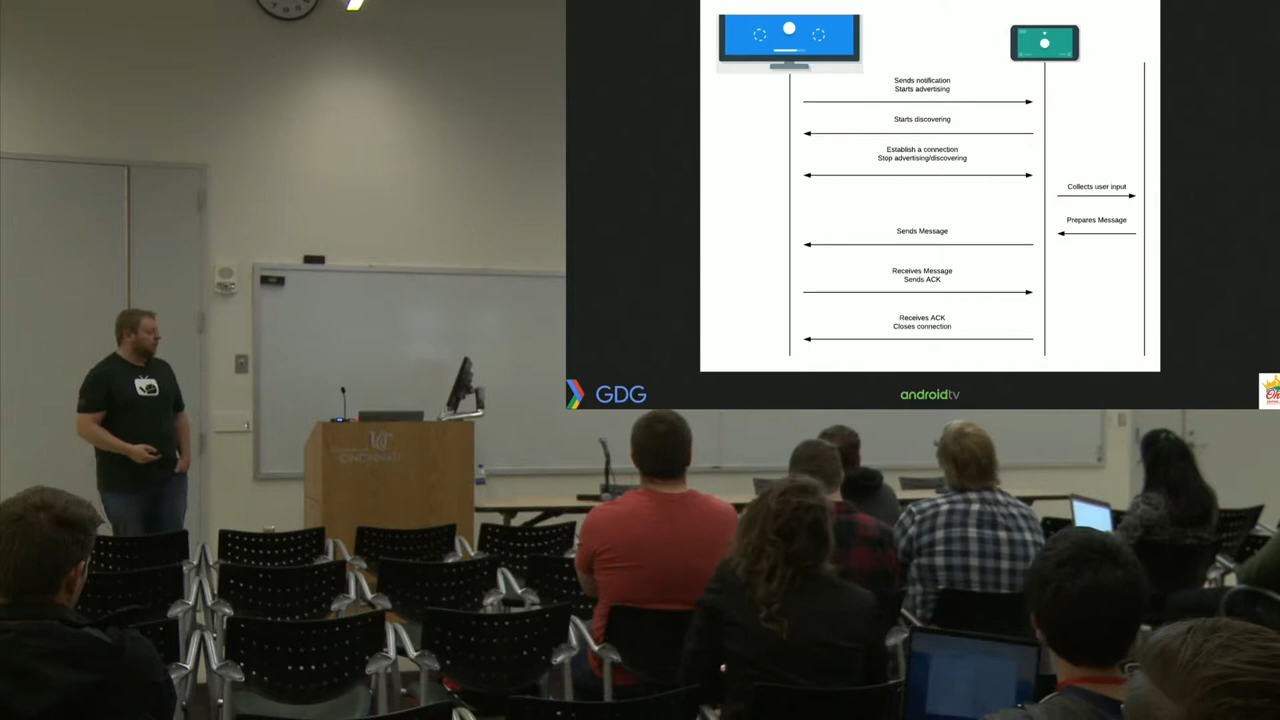 Sends notification
Starts advertising
Starts discovering
Establish a connection
Stop advertising/discovering
Collects user input
Prepares Message
Sends Message
Receives Message
Sends ACK
Receives ACK
Closes connection
GDG
androidtv
CINCINNATI